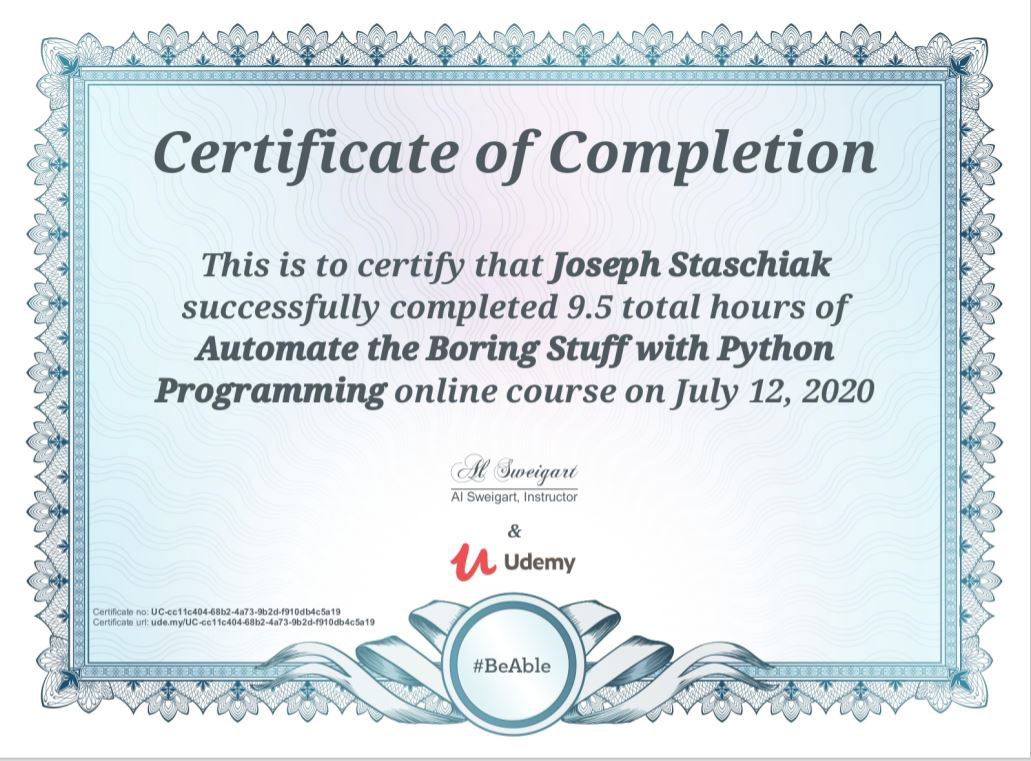 Certificate of Completion
This is to certify that Joseph Staschiak
successfully completed 9.5 total hours of
Automate the Boring Stuff with Python
Programming online course on July 12, 2020
Al Sweigart
Al Sweigart, Instructor
&
Udemy
Certificate no: UC-cc11c404-68b2-4a73-9b2d-f910db4c5a19
Certificate url: ude.my/UC-cc11c404-68b2-4a73-9b2d-f910db4c5a19
#BeAble